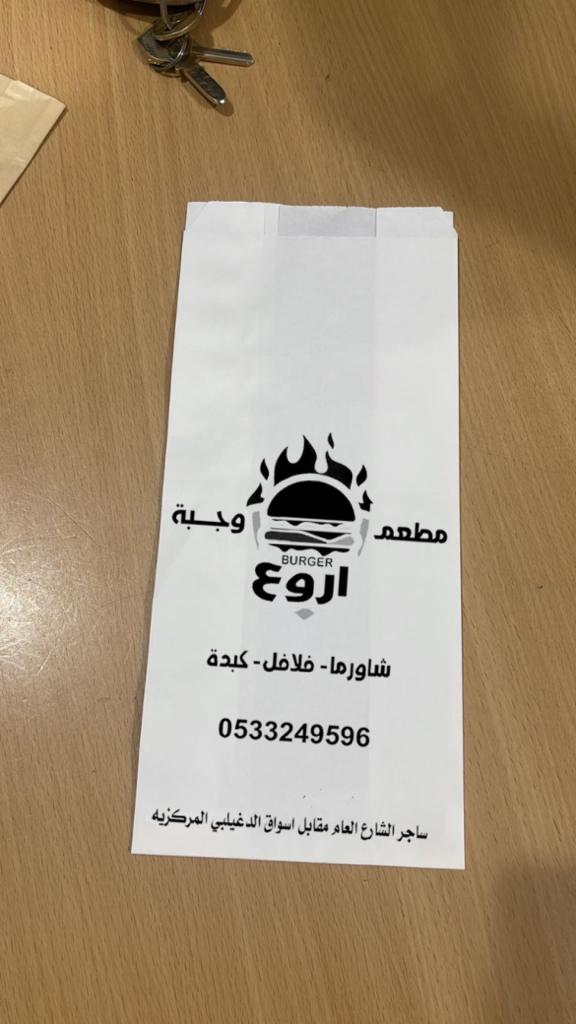 مطعم وجبة
BURGER
اروع
شاورما - فلافل - كبدة
0533249596
ساجر الشارع العام مقابل اسواق الدغيلبي المركزيه